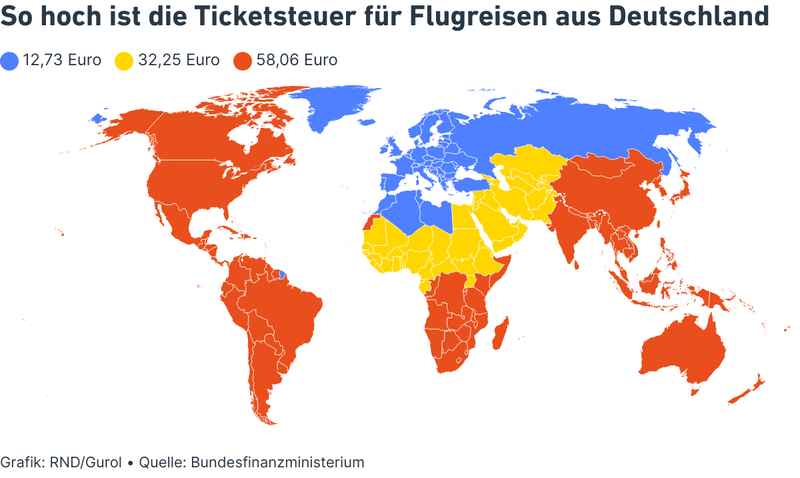 So hoch ist die Ticketsteuer für Flugreisen aus Deutschland
12,73 Euro 32,25 Euro 58,06 Euro
Grafik: RND/Gurol • Quelle: Bundesfinanzministerium